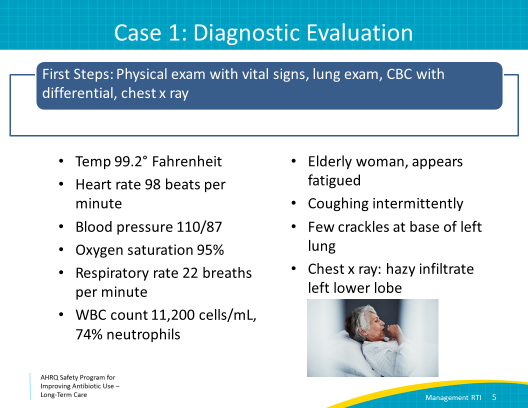 Case 1: Diagnostic Evaluation
First Steps: Physical exam with vital signs, lung exam, CBC with
differential, chest x ray
• Temp 99.2° Fahrenheit
• Heart rate 98 beats per
minute
• Blood pressure 110/87
• Oxygen saturation 95%
• Respiratory rate 22 breaths
per minute
• WBC count 11,200 cells/mL,
74% neutrophils
• Elderly woman, appears
fatigued
• Coughing intermittently
• Few crackles at base of left
lung
• Chest x ray: hazy infiltrate
left lower lobe
AHRQ Safety Program for
Improving Antibiotic Use –
Long-Term Care
Management RTI 5